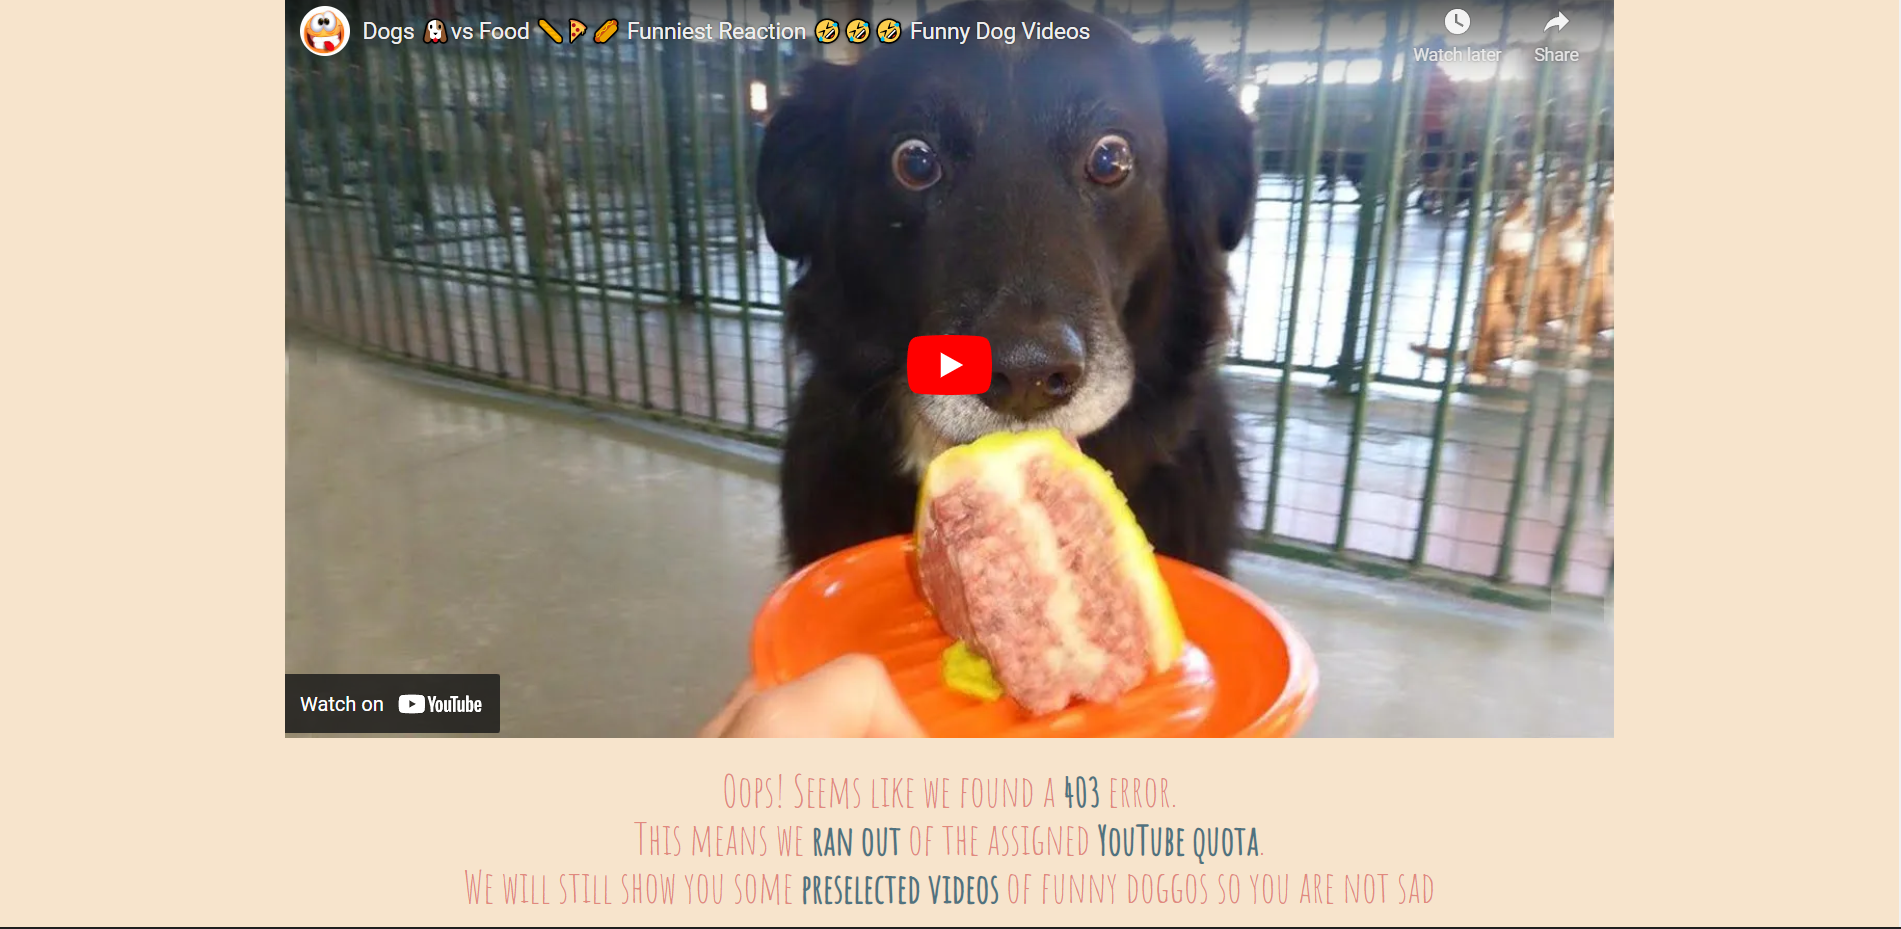 Dogs 🐶vs Food 🌭🍕🌭 Funniest Reaction 🤣🤣🤣 Funny Dog Videos
Watch later
Share
Watch on YouTube
Oops! Seems like we found a 403 error.
This means we ran out of the assigned YouTube quota.
We will still show you some preselected videos of funny doggos so you are not sad